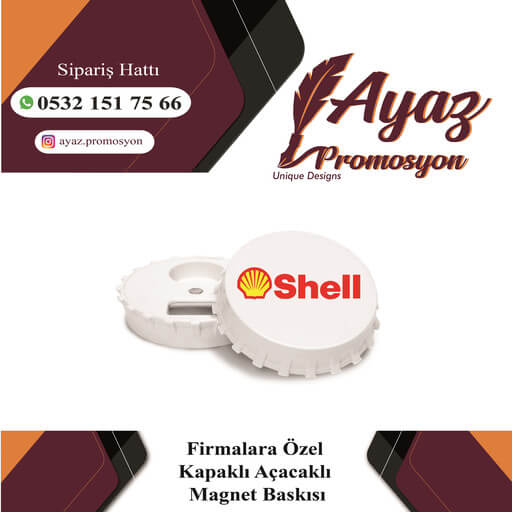 Sipariş Hattı
0532 151 75 66
ayaz.promosyon
Ayaz
Promosyon
Unique Designs
Shell
Firmalara Özel
Kapaklı Açacaklı
Magnet Baskısı